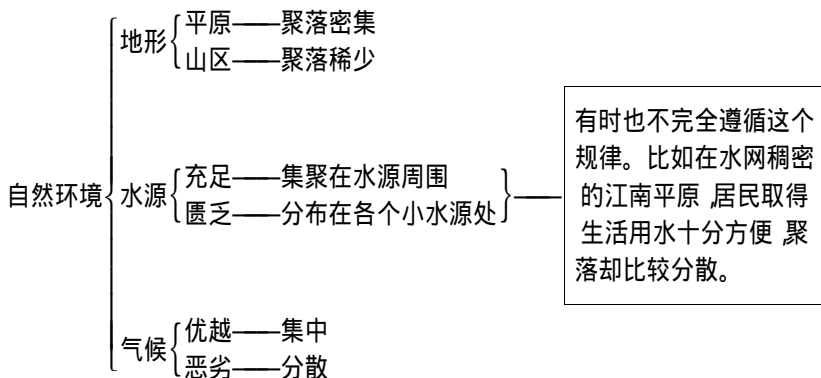 地形
平原——聚落密集
山区——聚落稀少
自然环境
水源
充足——集聚在水源周围
匮乏——分布在各个小水源处
有时也不完全遵循这个
规律。比如在水网稠密
的江南平原,居民取得
生活用水十分方便,聚
落却比较分散。
气候
优越——集中
恶劣——分散